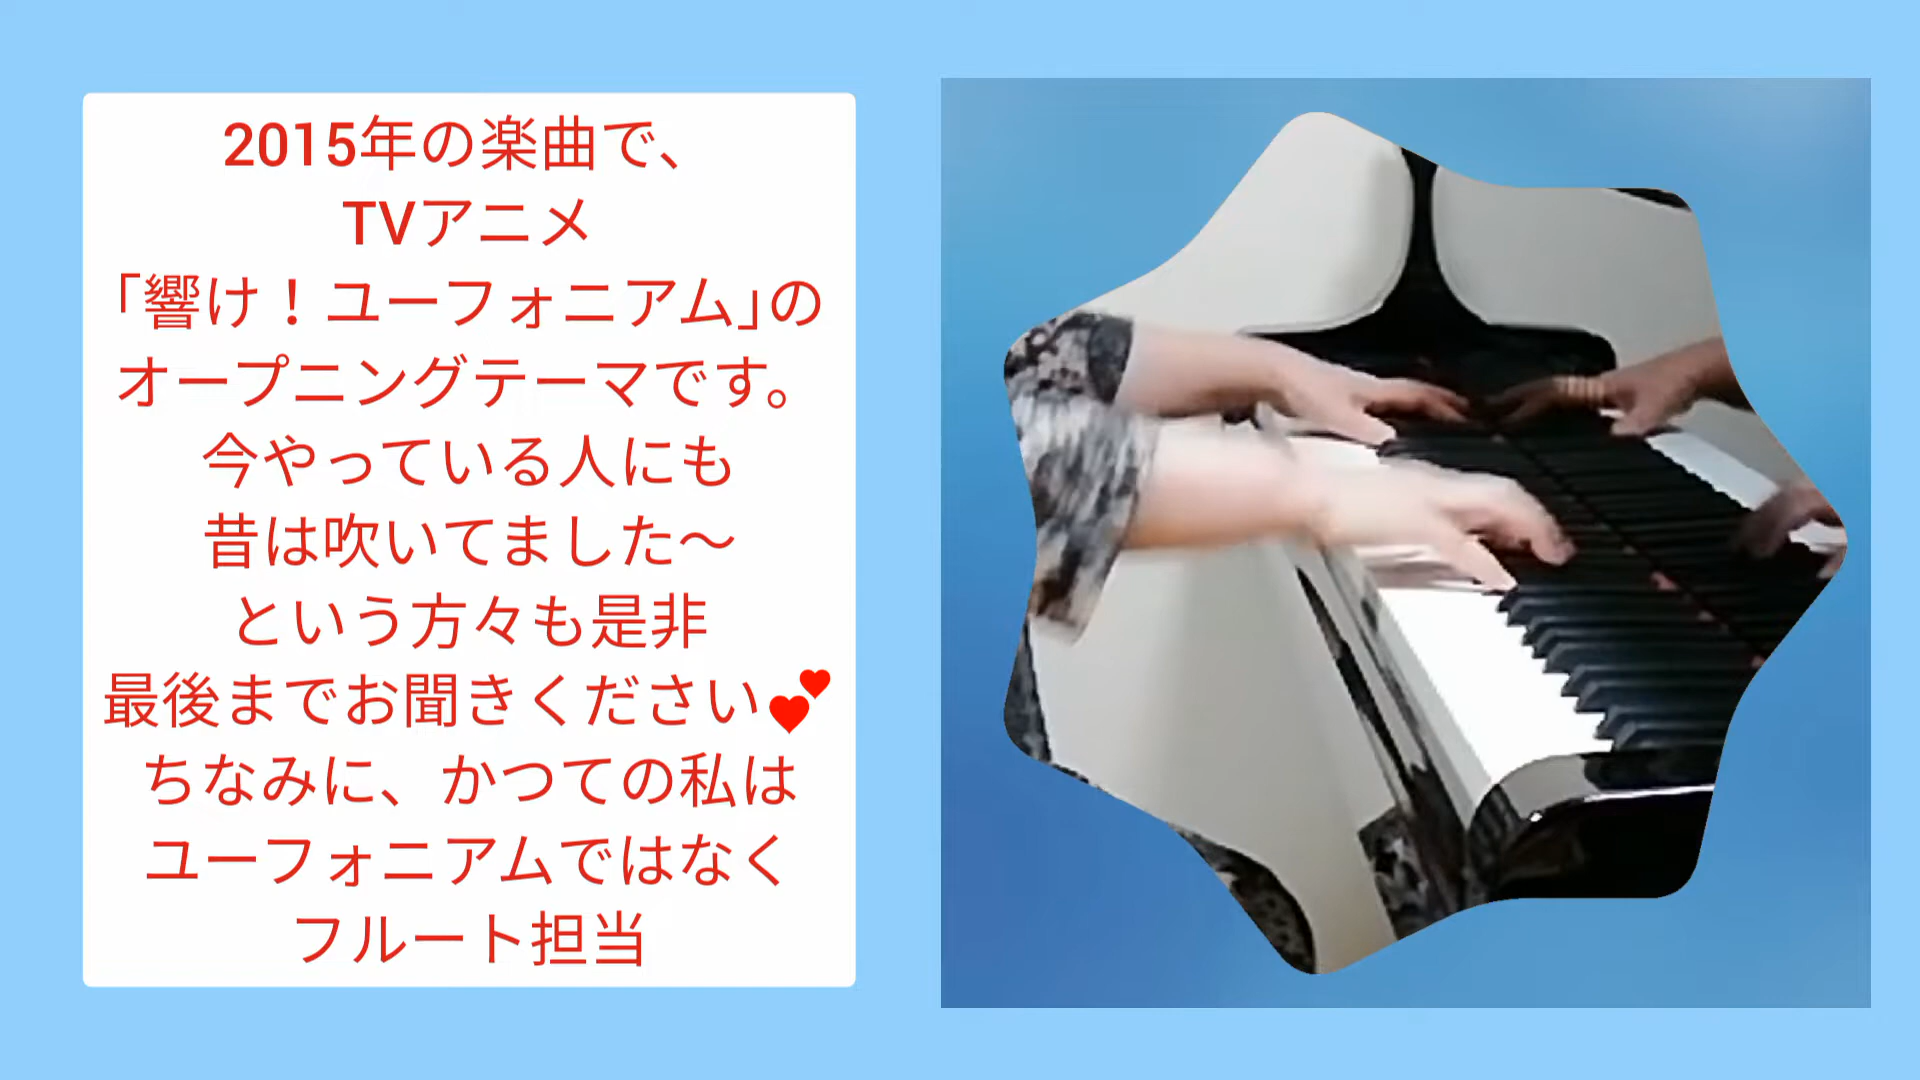 2015年の楽曲で、
TVアニメ
｢響け！ユーフォニアム｣の
オープニングテーマです。
今やっている人にも
昔は吹いてました〜
という方々も是非
最後までお聞きください💕
ちなみに、かつての私は
ユーフォニアムではなく
フルート担当